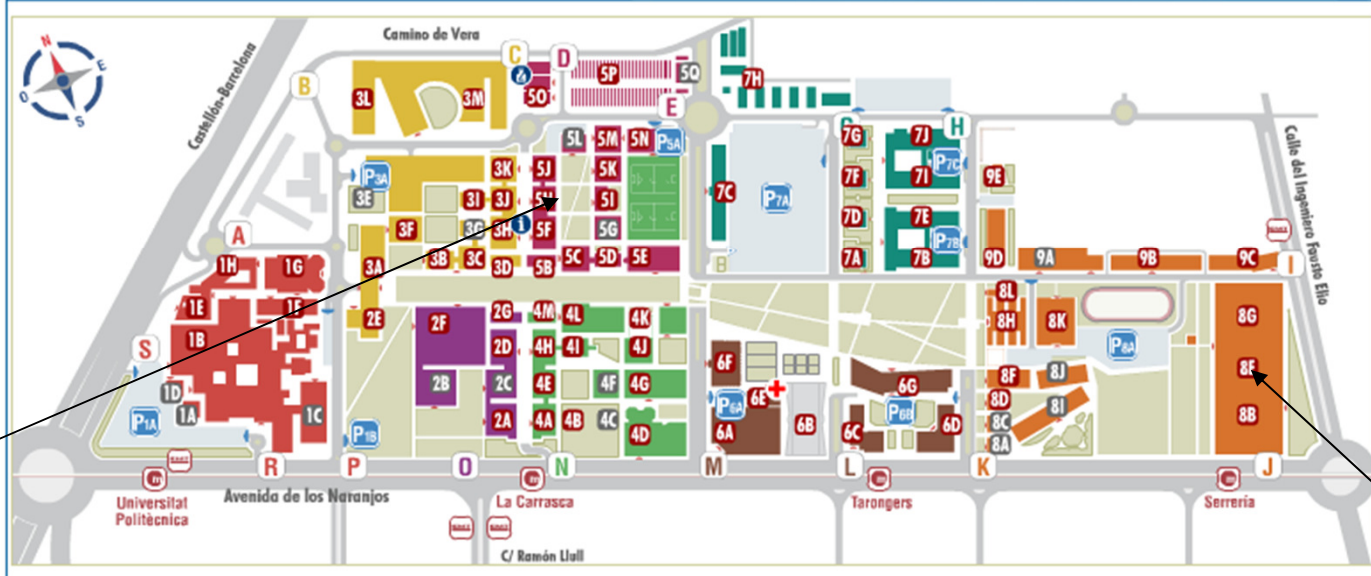 Camino de Vera
Castellón-Barcelona
Calle del Ingeniero Fausto Elio
N
E
S
O
A
B
C
D
E
G
H
I
J
K
L
M
N
O
P
R
S
3L
3M
5O
5P
5Q
7H
P3A
3E
3K
3I
3J
3F
3G
3H
i
3A
3B
3C
3D
5L
5M
5N
P5A
5J
5K
5H
5I
5F
5G
5B
5C
5D
5E
7C
P7A
7G
7J
P7C
7F
7I
7D
7E
P7B
7A
7B
9E
9D
9A
9B
9C
1H
1G
1E
1F
1B
1D
1A
1C
P1A
P1B
2E
2F
2G
2D
2B
2C
2A
4M
4L
4K
4H
4I
4J
4E
4F
4G
4A
4B
4C
4D
6F
P6A
6E
6A
6B
6G
P6B
6C
6D
8L
8H
8K
P8A
8F
8J
8D
8I
8C
8A
8G
8E
8B
Universitat
Politècnica
Avenida de los Naranjos
La Carrasca
Tarongers
Serrería
C/ Ramón Llull